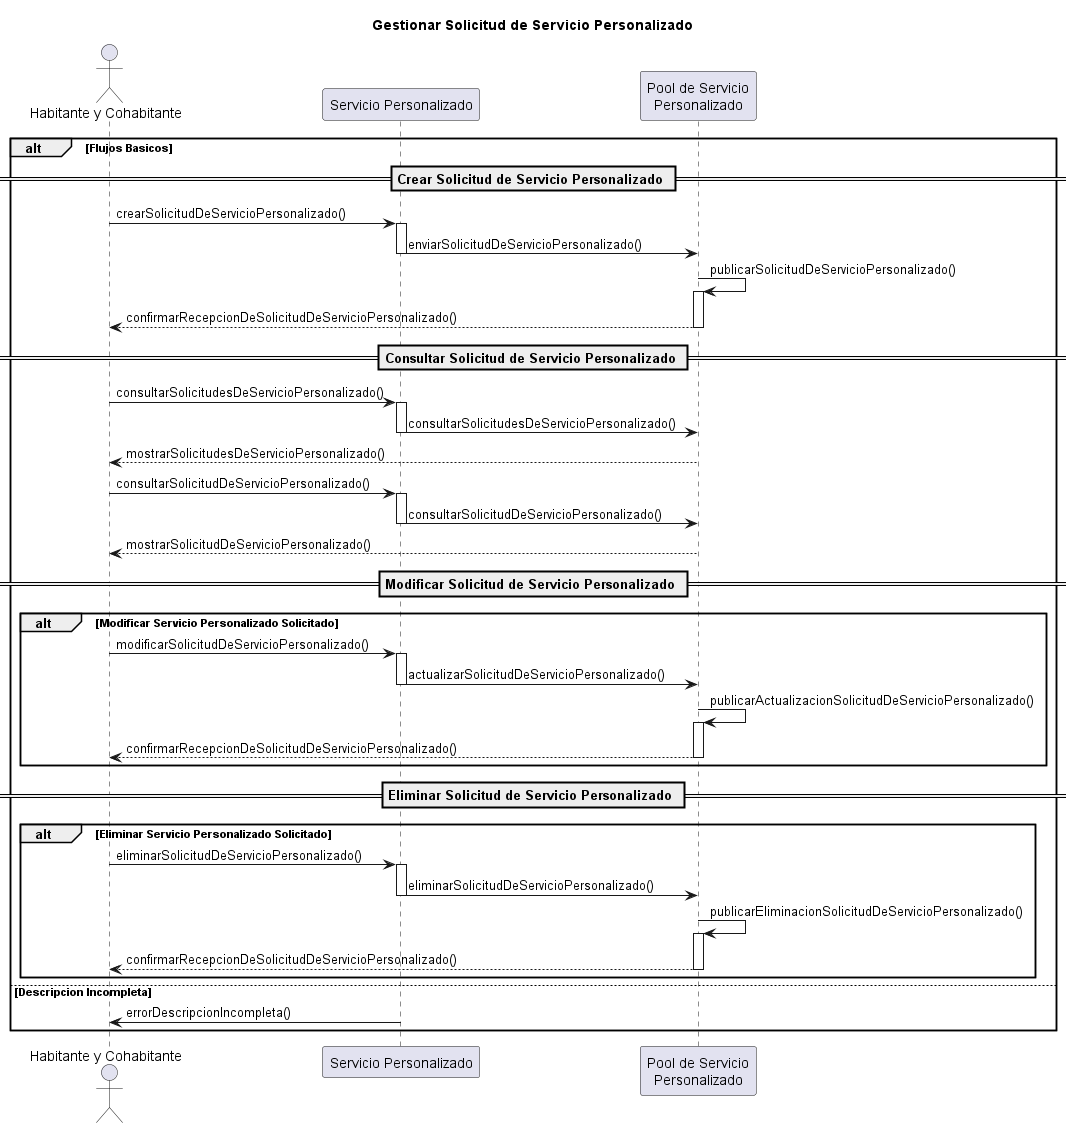 Gestionar Solicitud de Servicio Personalizado
Habitante y Cohabitante
Servicio Personalizado
Pool de Servicio
Personalizado
alt
[Flujos Basicos]
Crear Solicitud de Servicio Personalizado
crearSolicitudDeServicioPersonalizado()
enviarSolicitudDeServicioPersonalizado()
publicarSolicitudDeServicioPersonalizado()
confirmarRecepcionDeSolicitudDeServicioPersonalizado()
Consultar Solicitud de Servicio Personalizado
consultarSolicitudesDeServicioPersonalizado()
consultarSolicitudesDeServicioPersonalizado()
mostrarSolicitudesDeServicioPersonalizado()
consultarSolicitudDeServicioPersonalizado()
consultarSolicitudDeServicioPersonalizado()
mostrarSolicitudDeServicioPersonalizado()
Modificar Solicitud de Servicio Personalizado
alt
[Modificar Servicio Personalizado Solicitado]
modificarSolicitudDeServicioPersonalizado()
actualizarSolicitudDeServicioPersonalizado()
publicarActualizacionSolicitudDeServicioPersonalizado()
confirmarRecepcionDeSolicitudDeServicioPersonalizado()
Eliminar Solicitud de Servicio Personalizado
alt
[Eliminar Servicio Personalizado Solicitado]
eliminarSolicitudDeServicioPersonalizado()
eliminarSolicitudDeServicioPersonalizado()
publicarEliminacionSolicitudDeServicioPersonalizado()
confirmarRecepcionDeSolicitudDeServicioPersonalizado()
[Descripcion Incompleta]
errorDescripcionIncompleta()
Habitante y Cohabitante
Servicio Personalizado
Pool de Servicio
Personalizado